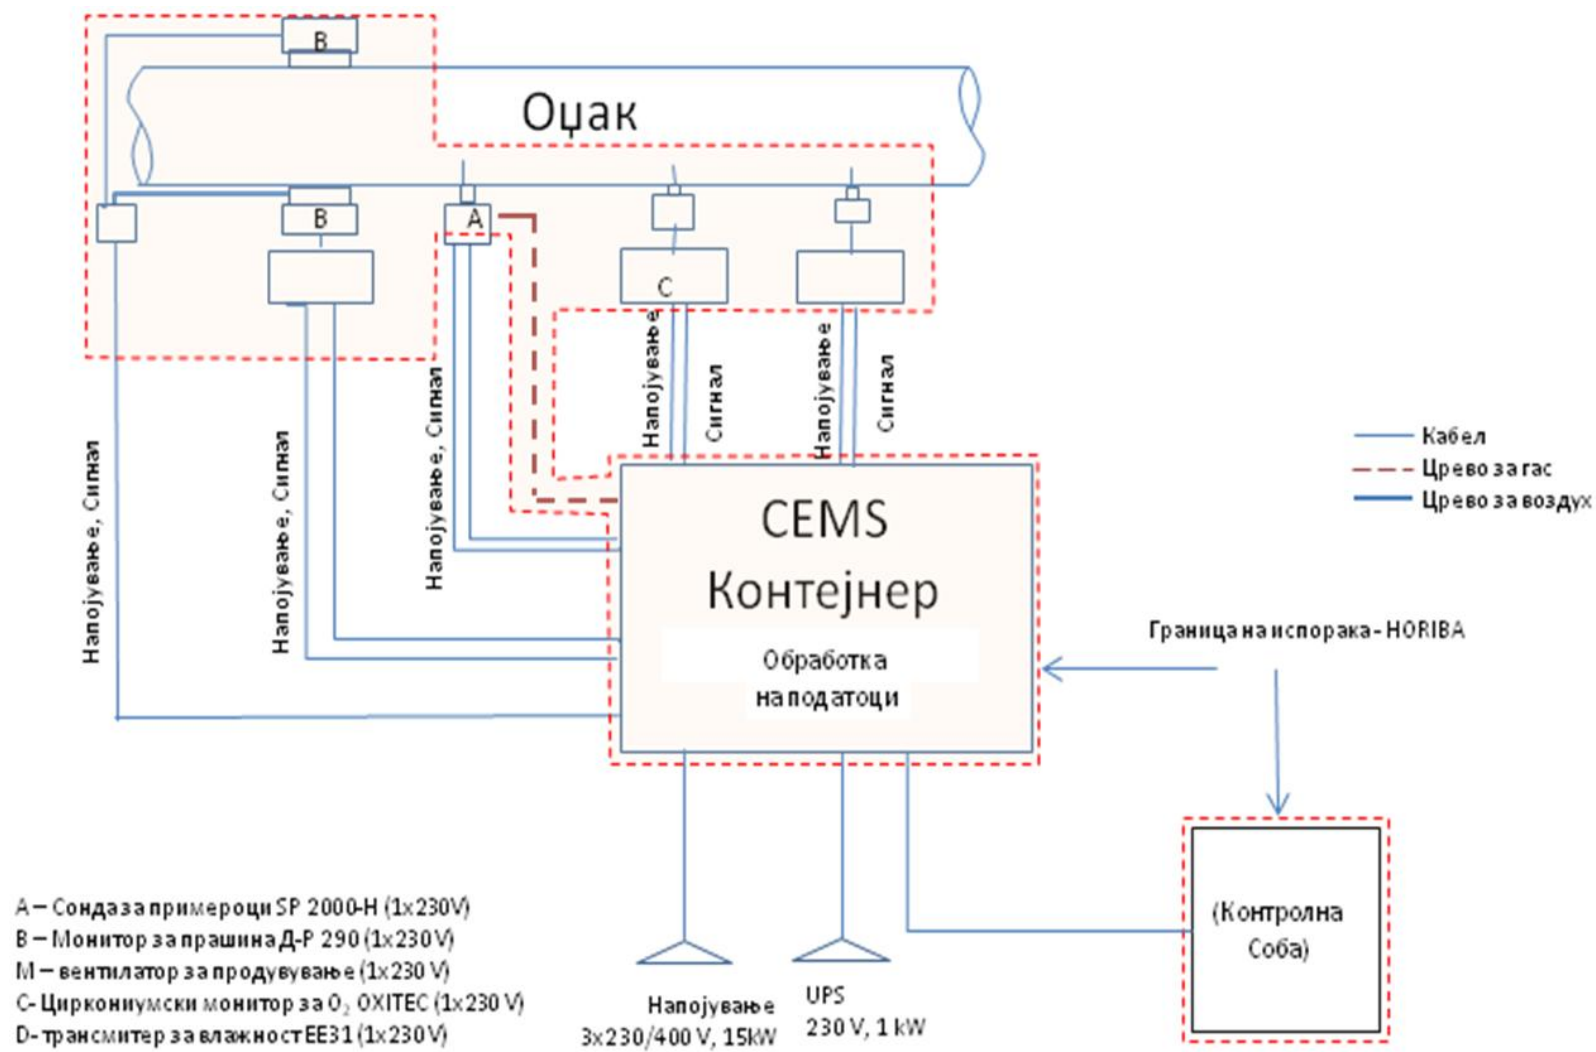 B
Оџак
B
A
C
Напојување, Сигнал
Напојување, Сигнал
Напојување, Сигнал
Напојување
Сигнал
Напојување
Сигнал
Кабел
Црево за гас
Црево за воздух
CEMS
Контејнер
Обработка
на податоци
Граница на испорака - HORIBA
(Контролна
Соба)
A – Сонда за примероци SP 2000-H (1x230V)
B – Монитор за прашина Д-Р 290 (1x230 V)
M – вентилатор за продувување (1x230 V)
C- Циркониумски монитор за O₂ OXITEC (1x230 V)
D- трансмитер за влажност EE31 (1x230 V)
Напојување
3x230/400 V, 15kW
UPS
230 V, 1 kW